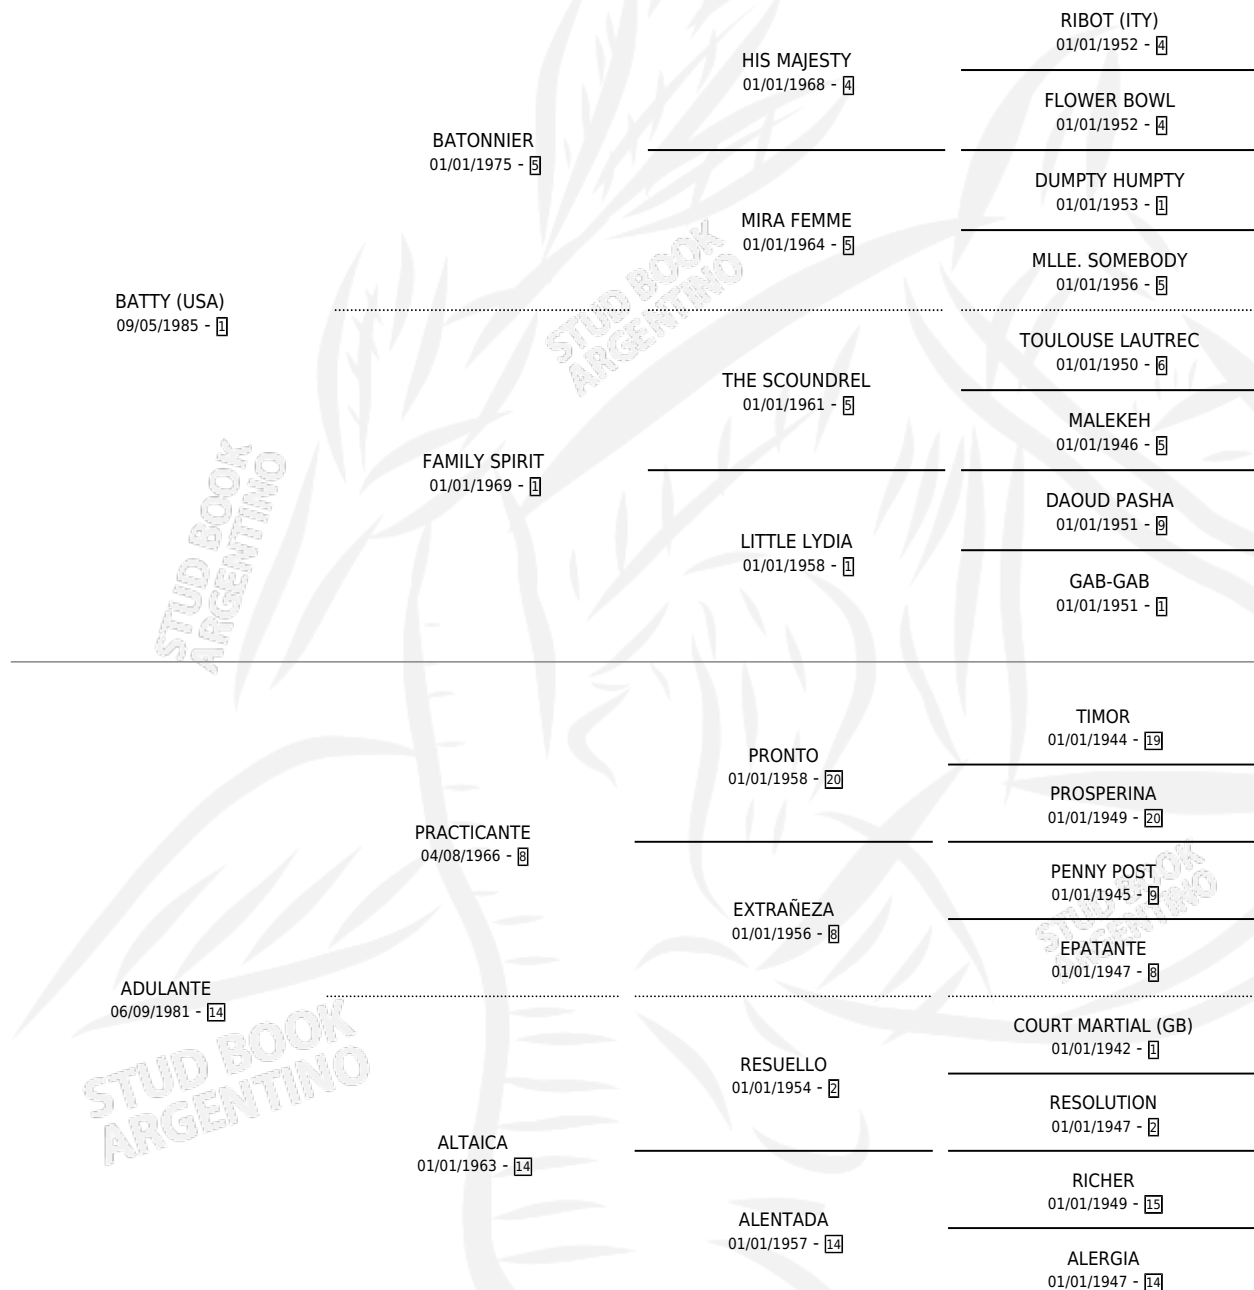 RIBOT (ITY)
01/01/1952 - 4
HIS MAJESTY
01/01/1968 - 4
FLOWER BOWL
01/01/1952 - 4
BATONNIER
01/01/1975 - 5
DUMPTY HUMPTY
01/01/1953 - 1
MIRA FEMME
01/01/1964 - 5
MLLE. SOMEBODY
01/01/1956 - 5
BATTY (USA)
09/05/1985 - 1
TOULOUSE LAUTREC
01/01/1950 - 6
THE SCOUNDREL
01/01/1961 - 5
MALEKEH
01/01/1946 - 5
FAMILY SPIRIT
01/01/1969 - 1
DAOUD PASHA
01/01/1951 - 9
LITTLE LYDIA
01/01/1958 - 1
GAB-GAB
01/01/1951 - 1
TIMOR
01/01/1944 - 19
PRONTO
01/01/1958 - 20
PROSPERINA
01/01/1949 - 20
PRACTICANTE
04/08/1966 - 8
PENNY POST
01/01/1945 - 9
EXTRAÑEZA
01/01/1956 - 8
EPATANTE
01/01/1947 - 8
ADULANTE
06/09/1981 - 14
COURT MARTIAL (GB)
01/01/1942 - 1
RESUELLO
01/01/1954 - 2
RESOLUTION
01/01/1947 - 2
ALTAICA
01/01/1963 - 14
RICHER
01/01/1949 - 15
ALENTADA
01/01/1957 - 14
ALERGIA
01/01/1947 - 14
STUD BOOK
ARGENTINO
STUD BOOK
ARGENTINO
STUD BOOK
ARGENTINO
STUD BOOK
ARGENTINO